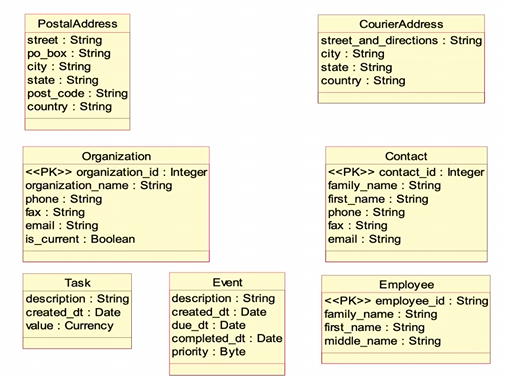 PostalAddress
street : String
po_box : String
city : String
state : String
post_code : String
country : String
CourierAddress
street_and_directions : String
city : String
state : String
country : String
Organization
<<PK>> organization_id : Integer
organization_name : String
phone : String
fax : String
email : String
is_current : Boolean
Contact
<<PK>> contact_id : Integer
family_name : String
first_name : String
phone : String
fax : String
email : String
Task
description : String
created_dt : Date
value : Currency
Event
description : String
created_dt : Date
due_dt : Date
completed_dt : Date
priority : Byte
Employee
<<PK>> employee_id : String
family_name : String
first_name : String
middle_name : String